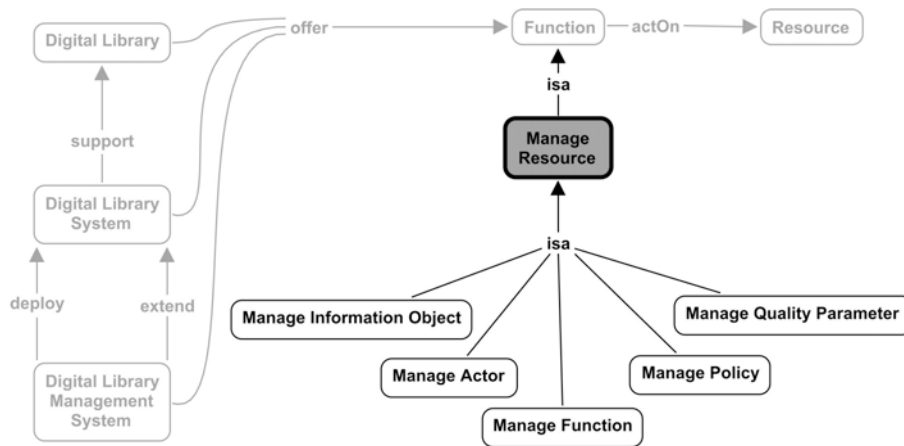 Digital Library
offer
Function
actOn
Resource
isa
Manage
Resource
support
Digital Library
System
isa
deploy
extend
Manage Information Object
Manage Quality Parameter
Manage Actor
Manage Policy
Digital Library
Management
System
Manage Function